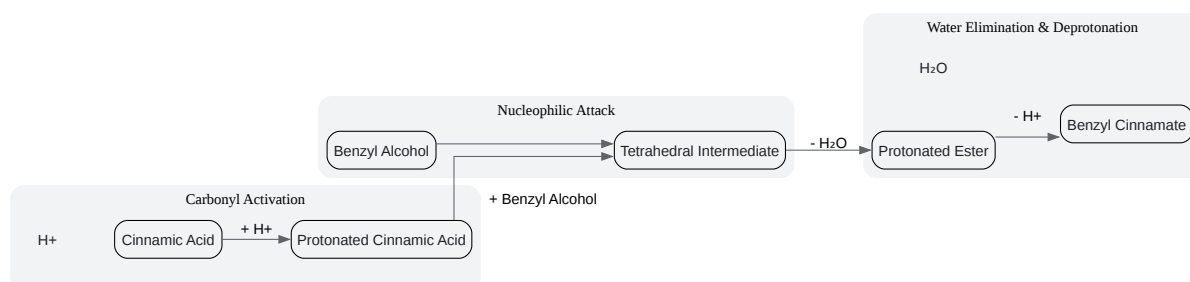 Water Elimination & Deprotonation
H₂O
- H+
Benzyl Cinnamate
Nucleophilic Attack
Benzyl Alcohol
Tetrahedral Intermediate
- H₂O
Protonated Ester
Carbonyl Activation
+ Benzyl Alcohol
H+
Cinnamic Acid
+ H+
Protonated Cinnamic Acid